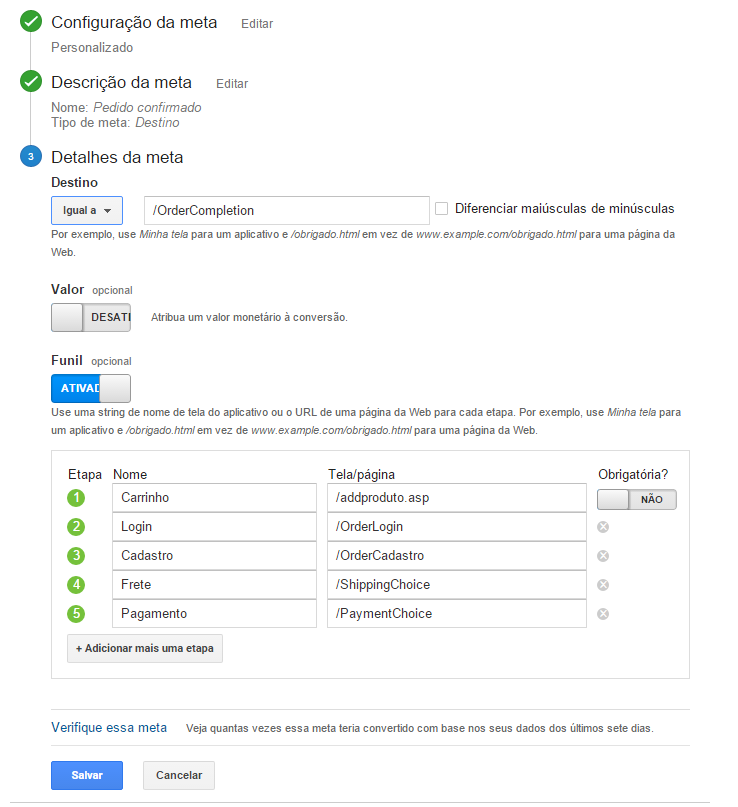 Configuração da meta Editar
Personalizado
Descrição da meta Editar
Nome: Pedido confirmado
Tipo de meta: Destino
3 Detalhes da meta
Destino
Igual a /OrderCompletion Diferenciar maiúsculas de minúsculas
Por exemplo, use Minha tela para um aplicativo e /obrigado.html em vez de www.example.com/obrigado.html para uma página da
Web.
Valor opcional
DESATI Atribua um valor monetário à conversão.
Funil opcional
ATIVAD
Use uma string de nome de tela do aplicativo ou o URL de uma página da Web para cada etapa. Por exemplo, use Minha tela para
um aplicativo e /obrigado.html em vez de www.example.com/obrigado.html para uma página da Web.
Etapa Nome Tela/página Obrigatória?
1 Carrinho /addproduto.asp NÃO
2 Login /OrderLogin
3 Cadastro /OrderCadastro
4 Frete /ShippingChoice
5 Pagamento /PaymentChoice
+ Adicionar mais uma etapa
Verifique essa meta Veja quantas vezes essa meta teria convertido com base nos seus dados dos últimos sete dias.
Salvar Cancelar